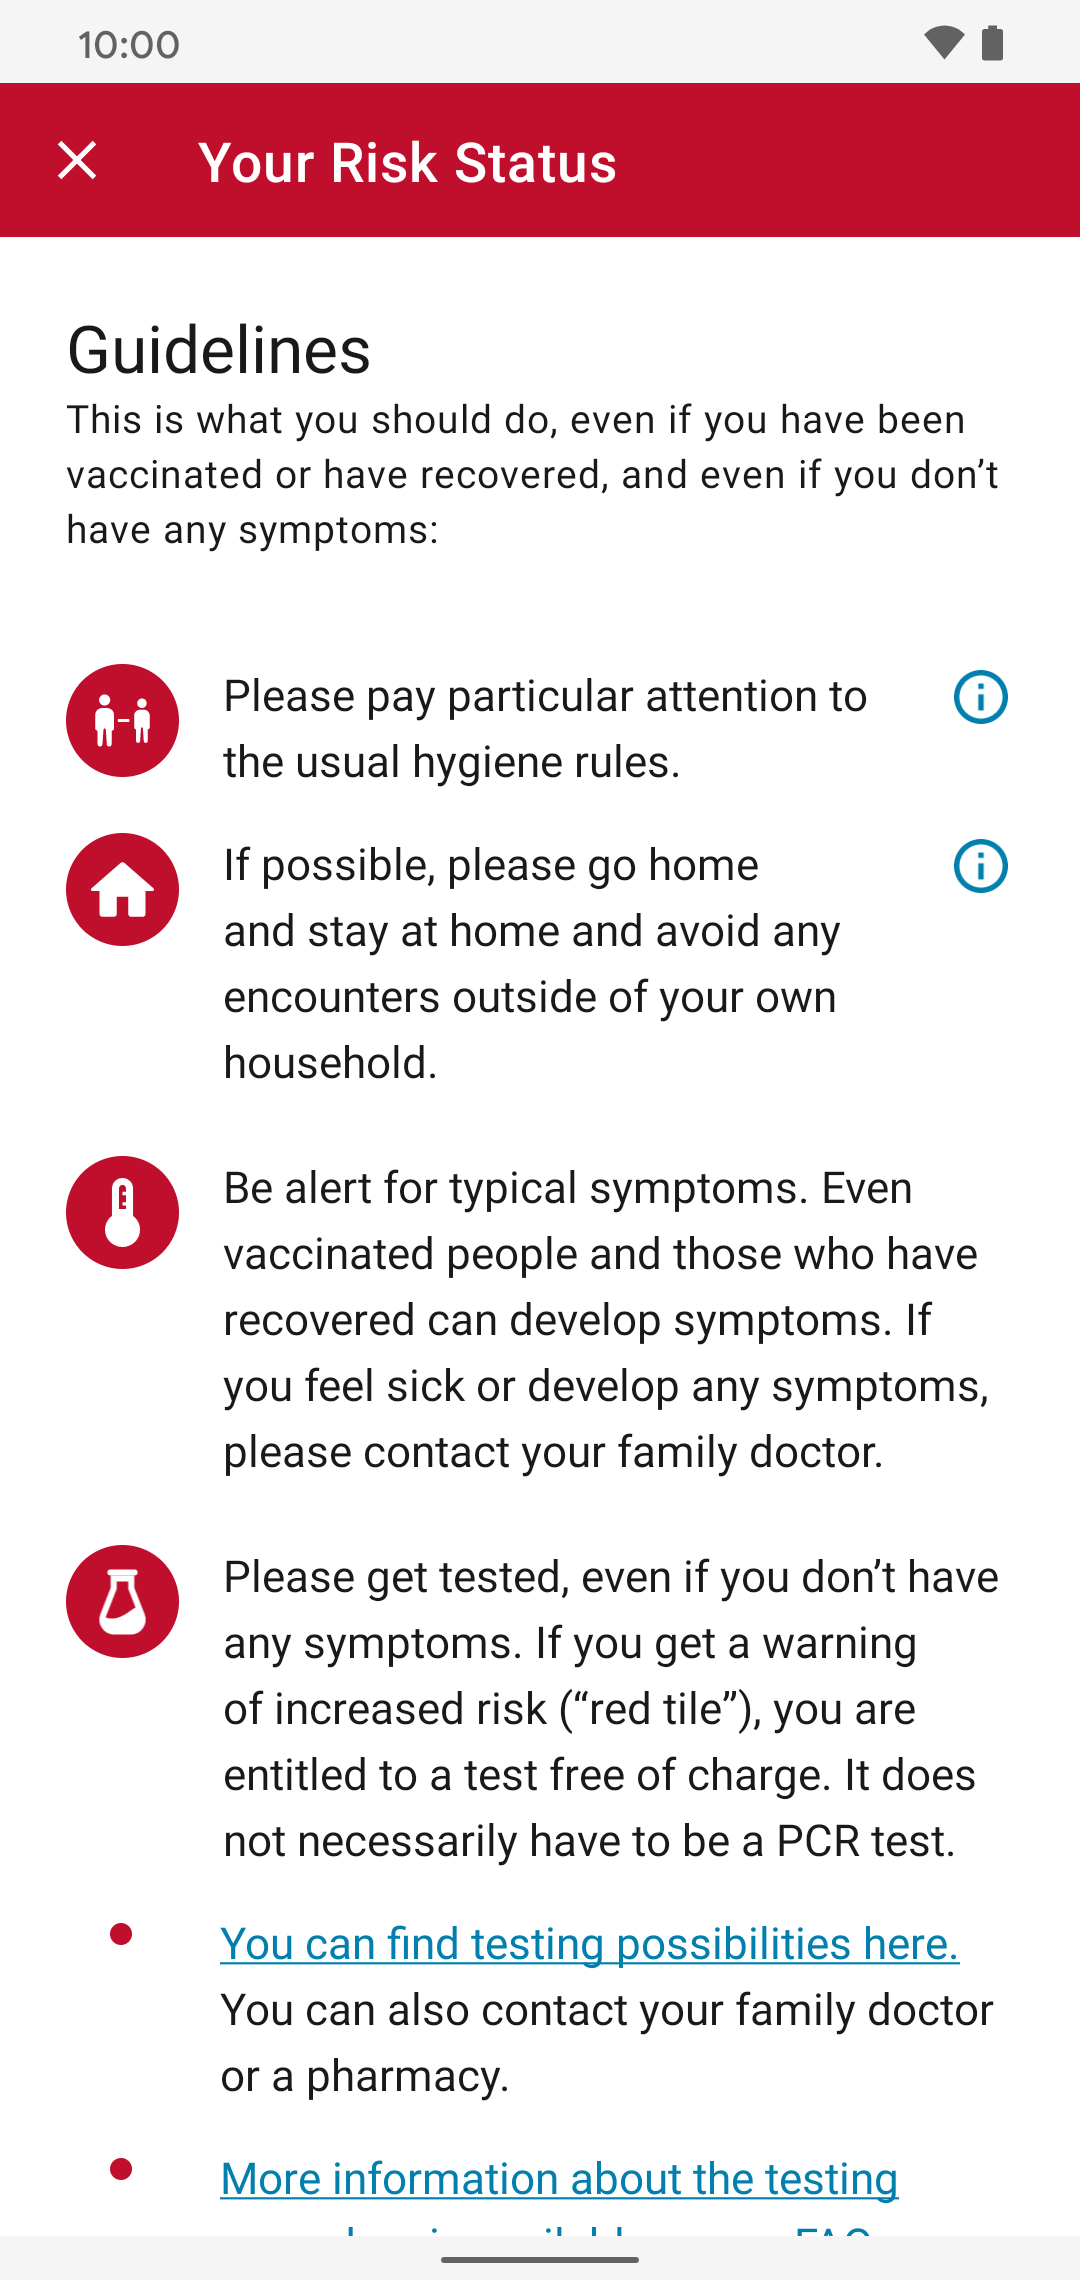 10:00
Your Risk Status
Guidelines
This is what you should do, even if you have been
vaccinated or have recovered, and even if you don’t
have any symptoms:
Please pay particular attention to
the usual hygiene rules.
If possible, please go home
and stay at home and avoid any
encounters outside of your own
household.
Be alert for typical symptoms. Even
vaccinated people and those who have
recovered can develop symptoms. If
you feel sick or develop any symptoms,
please contact your family doctor.
Please get tested, even if you don’t have
any symptoms. If you get a warning
of increased risk (“red tile”), you are
entitled to a test free of charge. It does
not necessarily have to be a PCR test.
You can find testing possibilities here.
You can also contact your family doctor
or a pharmacy.
More information about the testing